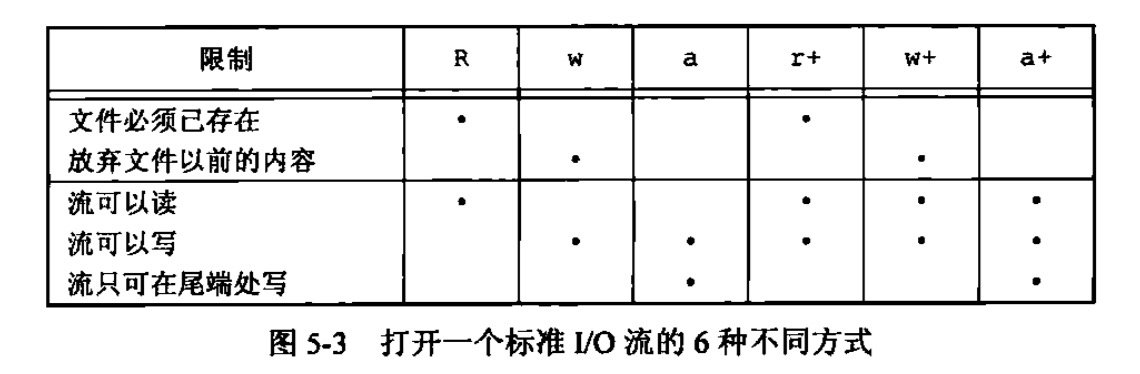 限制 R w a r+ w+ a+
文件必须已存在 • •
放弃文件以前的内容 • •
流可以读 • • • •
流可以写 • • • • •
流只可在尾端处写 • •
图 5-3 打开一个标准 I/O 流的 6 种不同方式